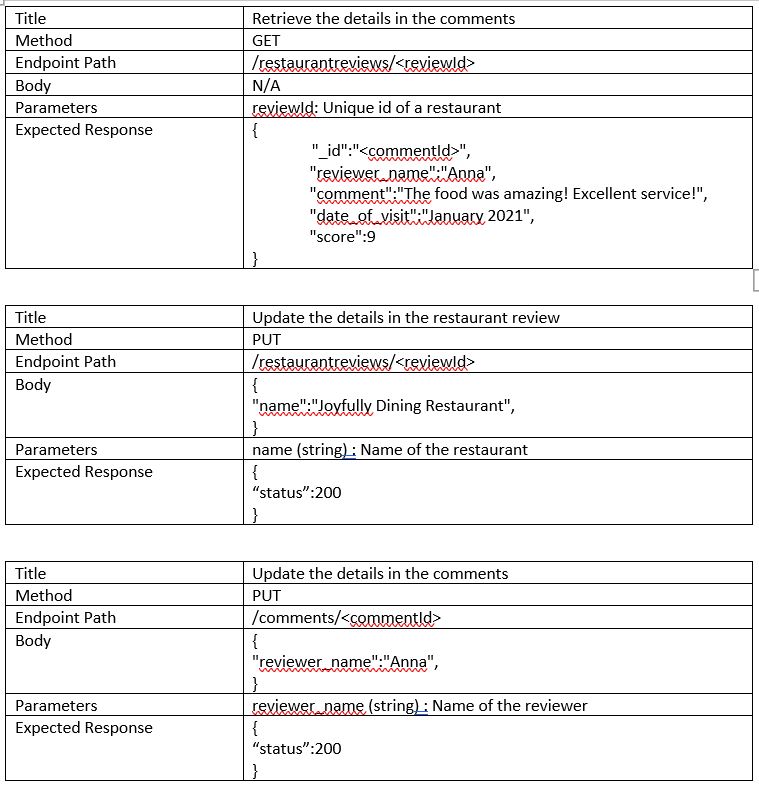 Title Retrieve the details in the comments
Method GET
Endpoint Path /restaurantreviews/<reviewId>
Body N/A
Parameters reviewId: Unique id of a restaurant
Expected Response {
"_id":"<commentId>",
"reviewer_name":"Anna",
"comment":"The food was amazing! Excellent service!",
"date_of_visit":"January 2021",
"score":9
}
Title Update the details in the restaurant review
Method PUT
Endpoint Path /restaurantreviews/<reviewId>
Body {
"name":"Joyfully Dining Restaurant",
}
Parameters name (string) : Name of the restaurant
Expected Response {
“status”:200
}
Title Update the details in the comments
Method PUT
Endpoint Path /comments/<commentId>
Body {
"reviewer_name":"Anna",
}
Parameters reviewer_name (string) : Name of the reviewer
Expected Response {
“status”:200
}